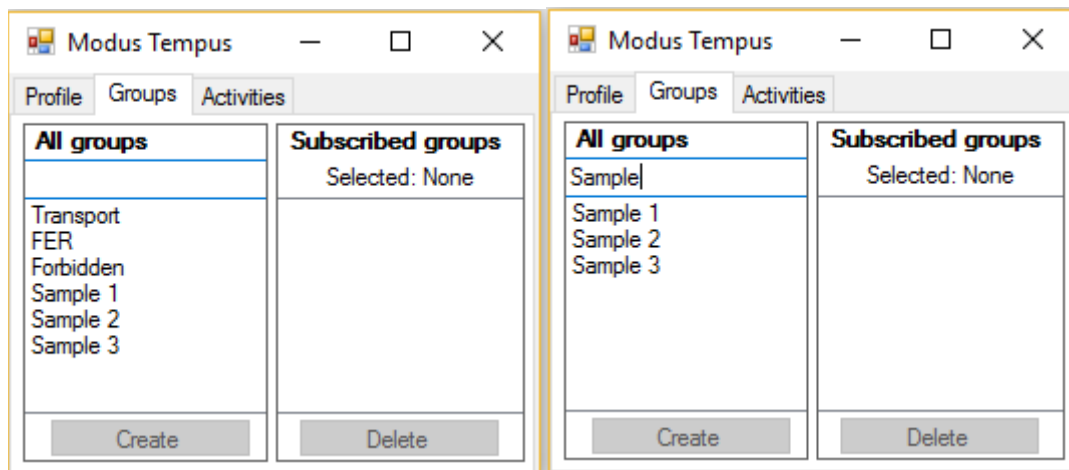 Modus Tempus
Profile Groups Activities
All groups
Subscribed groups
Selected: None
Transport
FER
Forbidden
Sample 1
Sample 2
Sample 3
Create
Delete
Modus Tempus
Profile Groups Activities
All groups
Subscribed groups
Sample
Selected: None
Sample 1
Sample 2
Sample 3
Create
Delete